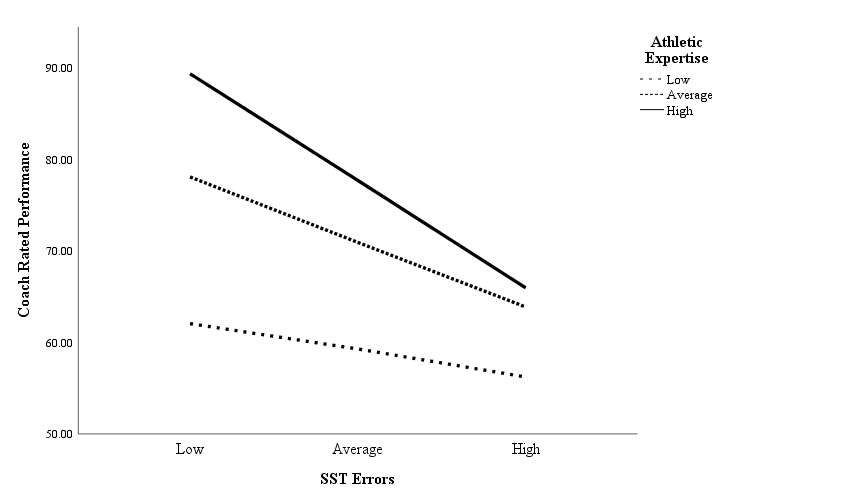 Athletic
Expertise
Low
Average
High
Coach Rated Performance
90.00
80.00
70.00
60.00
50.00
Low Average High
SST Errors